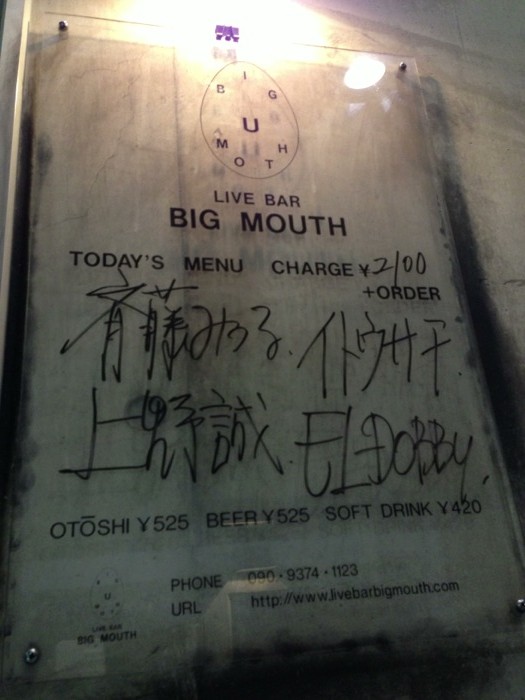 BIG
U
MOUTH
LIVE BAR
BIG MOUTH
TODAY'S MENU CHARGE ¥2100
+ORDER
斉藤みつる. イトウサチ.
上野誠. EL DOBBY,
OTŌSHI ¥525 BEER ¥525 SOFT DRINK ¥420
PHONE 090・9374・1123
URL http://www.livebarbigmouth.com
LIVE BAR
BIG MOUTH